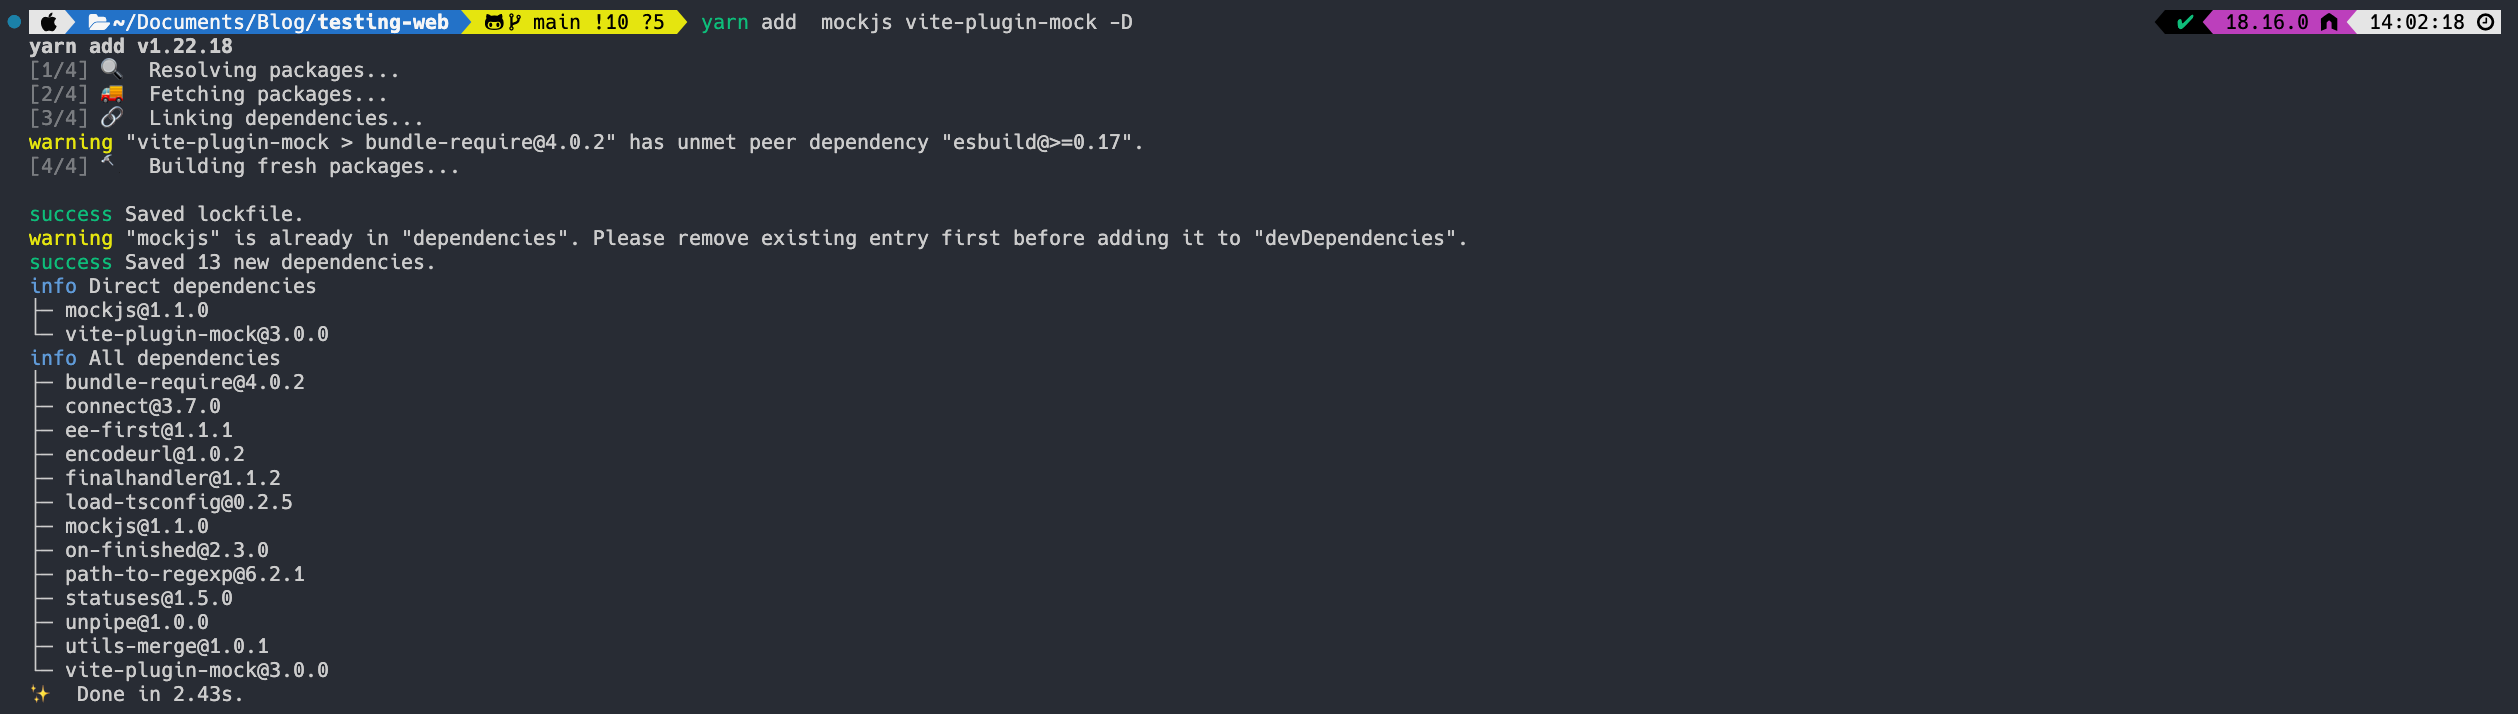 ~/Documents/Blog/testing-web main !10 ?5 yarn add  mockjs vite-plugin-mock -D ✔ 18.16.0 14:02:18
yarn add v1.22.18
[1/4] 🔍  Resolving packages...
[2/4] 🚚  Fetching packages...
[3/4] 🔗  Linking dependencies...
warning "vite-plugin-mock > bundle-require@4.0.2" has unmet peer dependency "esbuild@>=0.17".
[4/4] 🔨  Building fresh packages...
success Saved lockfile.
warning "mockjs" is already in "dependencies". Please remove existing entry first before adding it to "devDependencies".
success Saved 13 new dependencies.
info Direct dependencies
├─ mockjs@1.1.0
└─ vite-plugin-mock@3.0.0
info All dependencies
├─ bundle-require@4.0.2
├─ connect@3.7.0
├─ ee-first@1.1.1
├─ encodeurl@1.0.2
├─ finalhandler@1.1.2
├─ load-tsconfig@0.2.5
├─ mockjs@1.1.0
├─ on-finished@2.3.0
├─ path-to-regexp@6.2.1
├─ statuses@1.5.0
├─ unpipe@1.0.0
├─ utils-merge@1.0.1
└─ vite-plugin-mock@3.0.0
✨  Done in 2.43s.